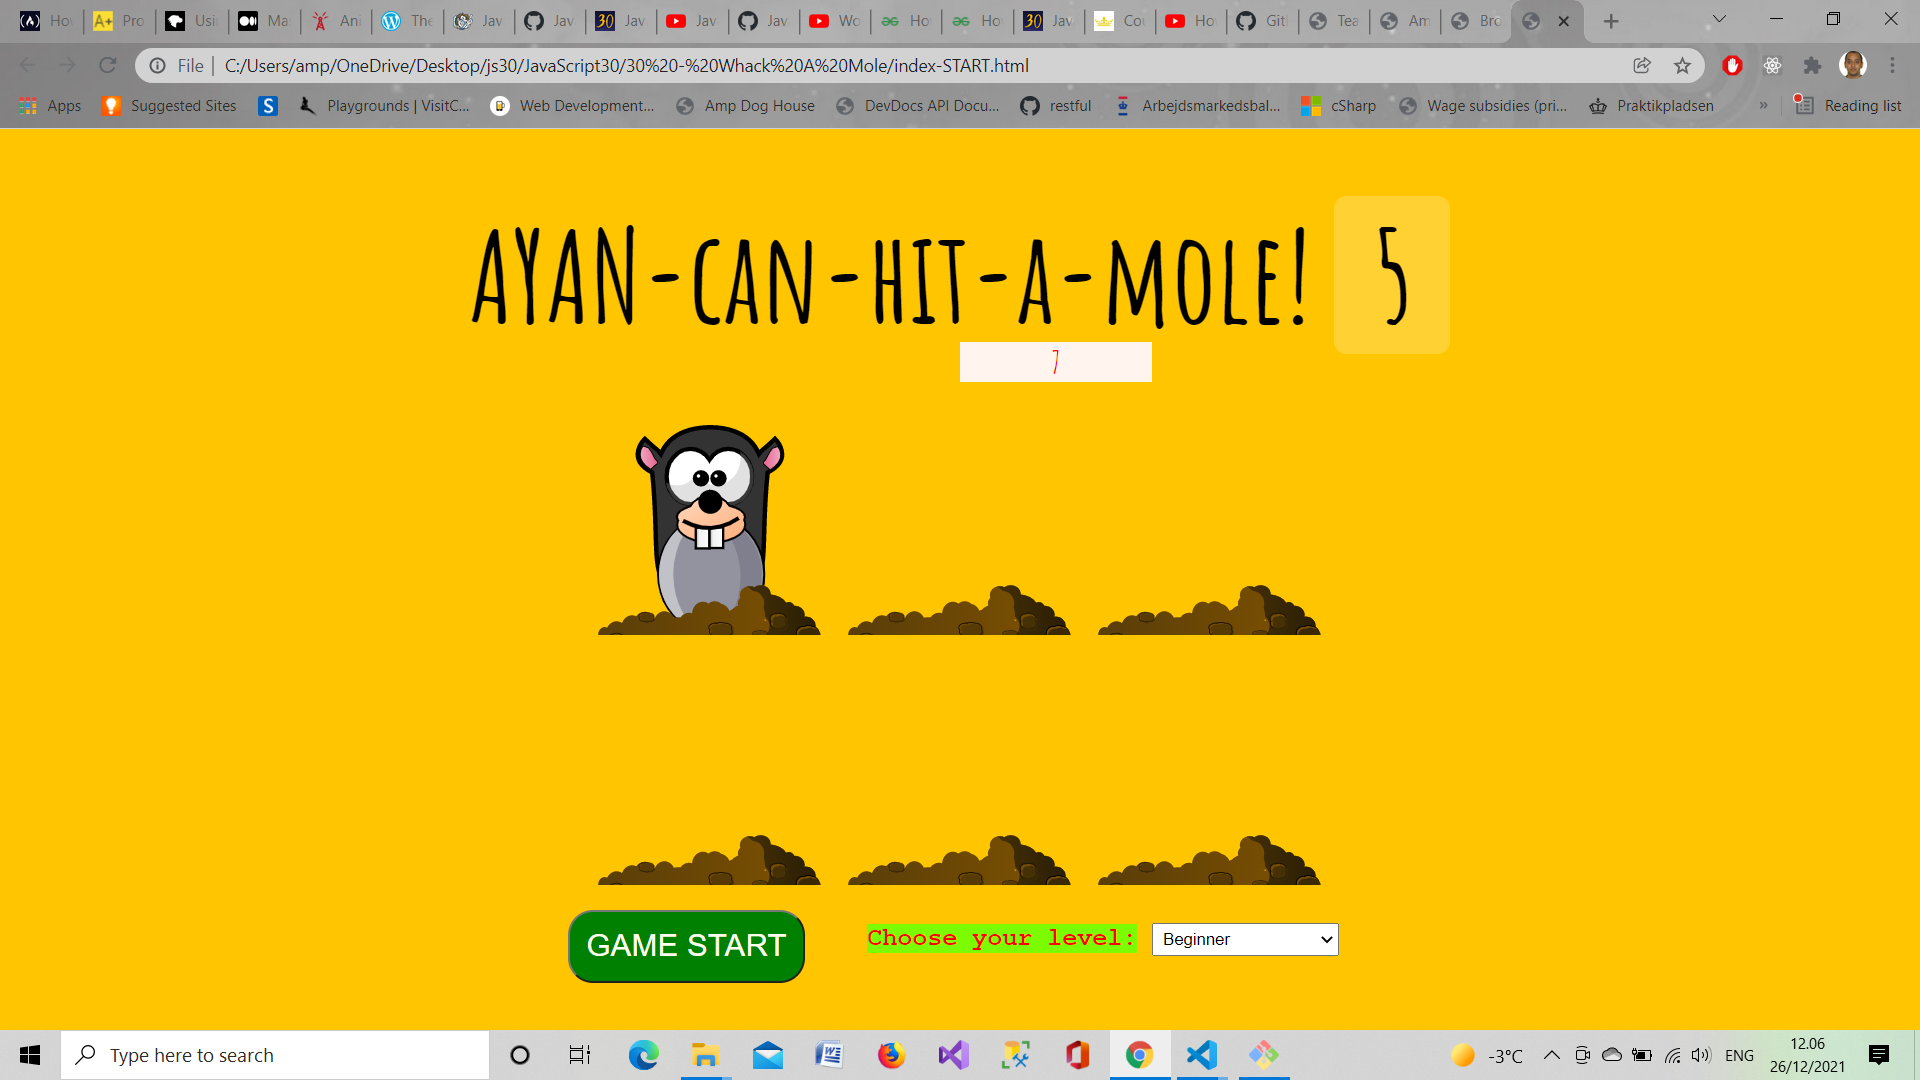 Hov
A+ Pro
Usi
Ma
Ani
The
Jav
Jav
30 Jav
Jav
Jav
Wo
Ho
Ho
30 Jav
Cou
Ho
Git
Tea
Am
Bro
File | C:/Users/amp/OneDrive/Desktop/js30/JavaScript30/30%20-%20Whack%20A%20Mole/index-START.html
Apps Suggested Sites S Playgrounds | VisitC... Web Development... Amp Dog House DevDocs API Docu... restful Arbejdsmarkedsbal... cSharp Wage subsidies (pri... Praktikpladsen » Reading list
AYAN-CAN-HIT-A-MOLE! 5
7
GAME START
Choose your level: Beginner
Type here to search
-3°C
ENG
12.06
26/12/2021